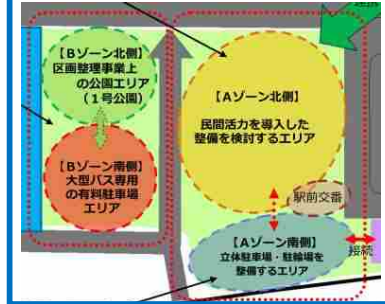 【Bゾーン北側】
区画整理事業上
の公園エリア
(1号公園)
【Aゾーン北側】
民間活力を導入した
整備を検討するエリア
【Bゾーン南側】
大型バス専用
の有料駐車場
エリア
駅前交番
【Aゾーン南側】
立体駐車場・駐輪場を
整備するエリア
接続